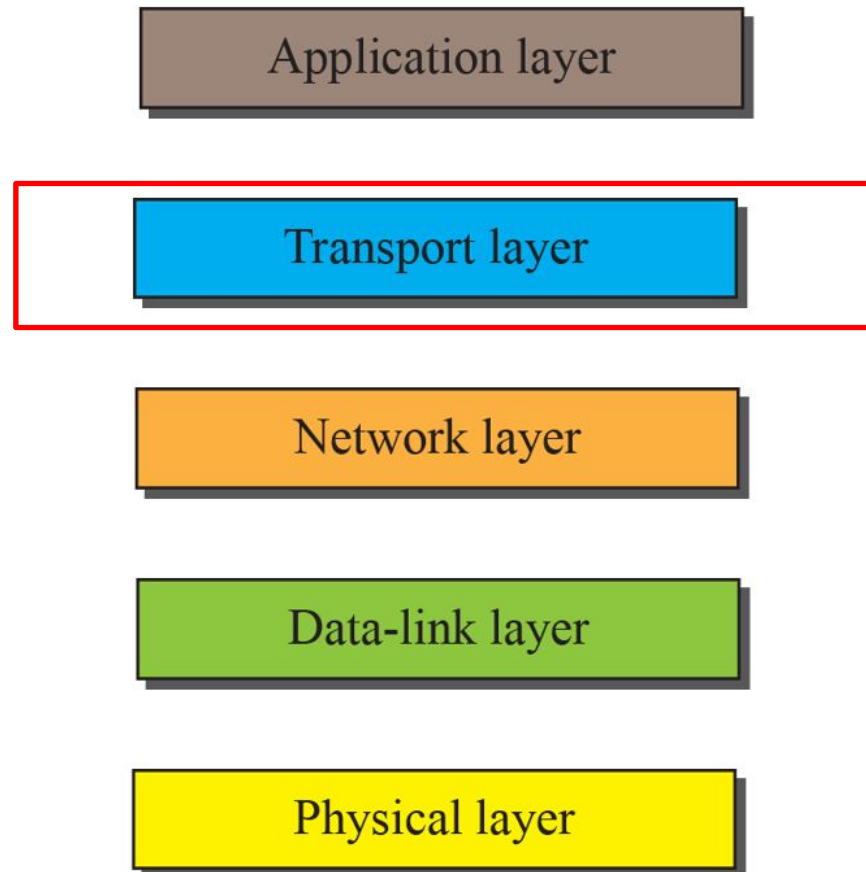 Application layer
Transport layer
Network layer
Data-link layer
Physical layer